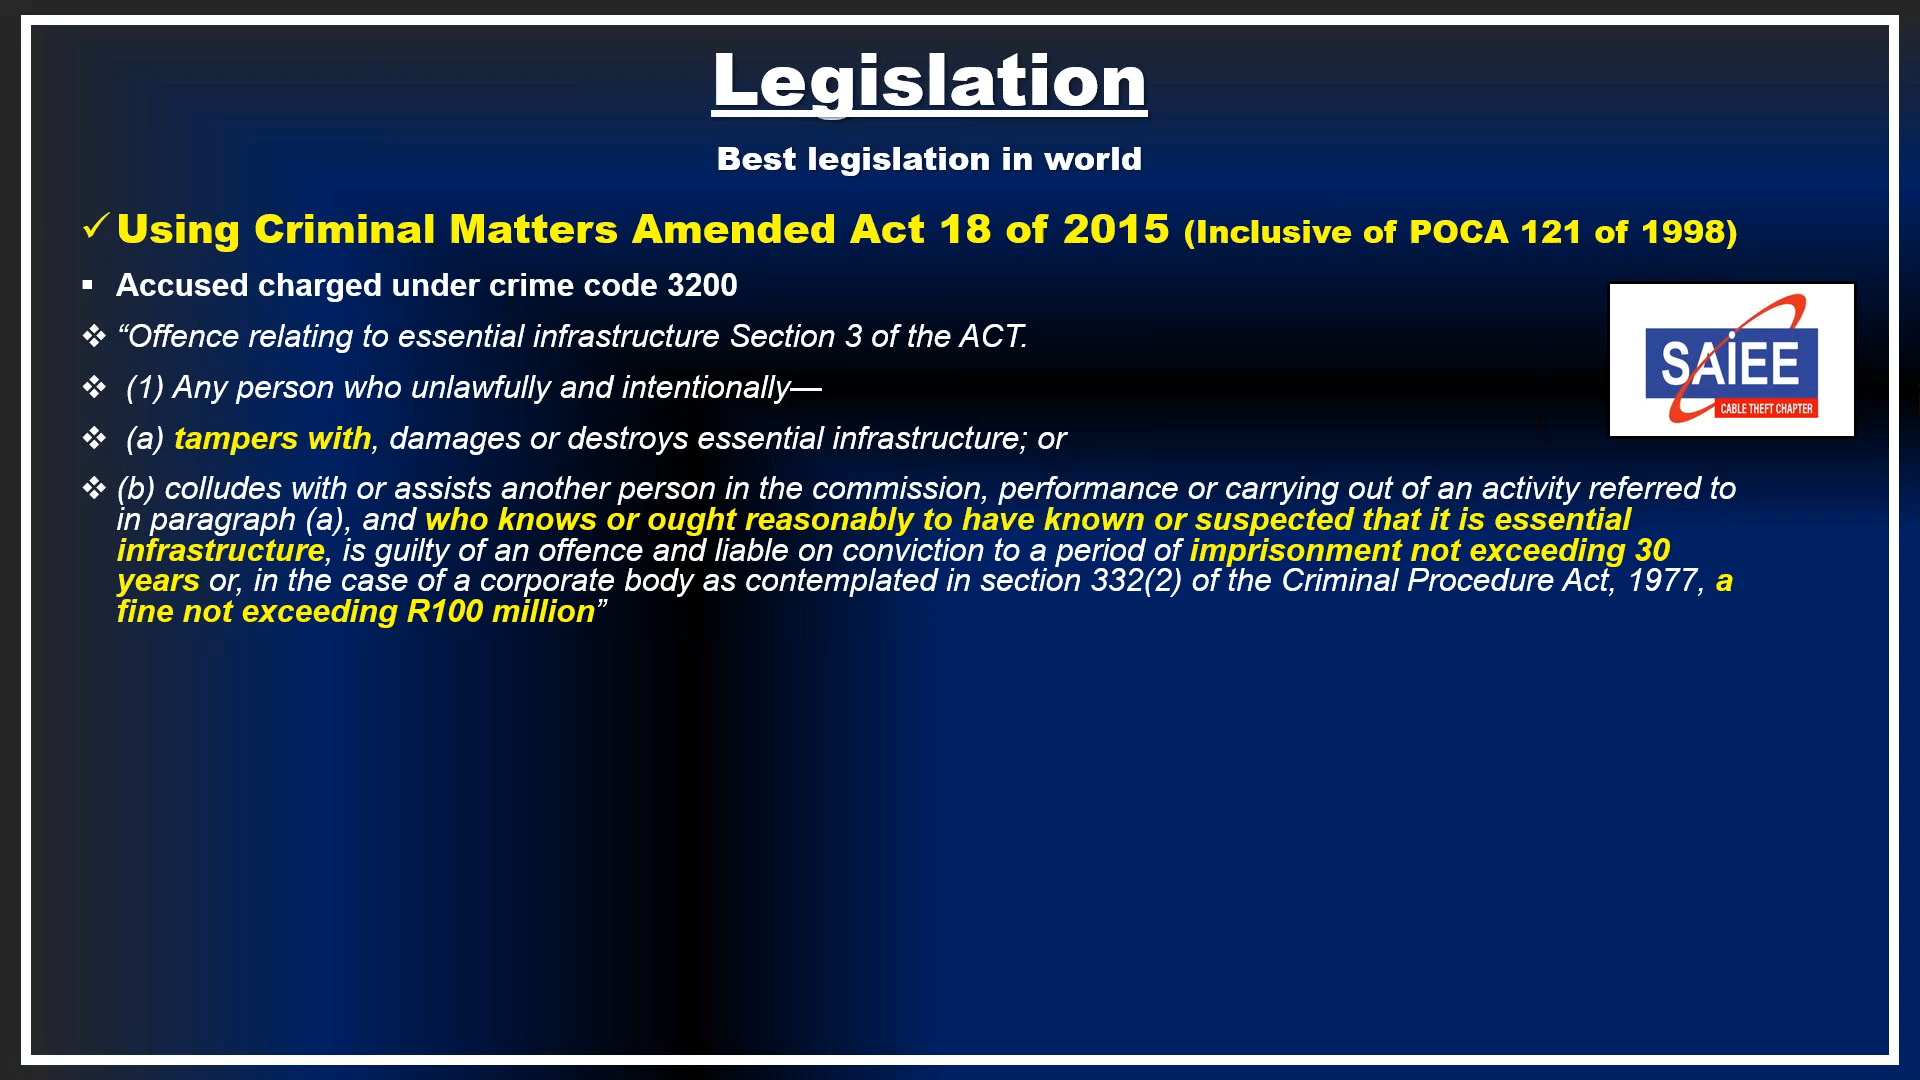 Legislation
Best legislation in world
✓ Using Criminal Matters Amended Act 18 of 2015 (Inclusive of POCA 121 of 1998)
▪ Accused charged under crime code 3200
❖ “Offence relating to essential infrastructure Section 3 of the ACT.
❖ (1) Any person who unlawfully and intentionally—
❖ (a) tampers with, damages or destroys essential infrastructure; or
❖ (b) colludes with or assists another person in the commission, performance or carrying out of an activity referred to
in paragraph (a), and who knows or ought reasonably to have known or suspected that it is essential
infrastructure, is guilty of an offence and liable on conviction to a period of imprisonment not exceeding 30
years or, in the case of a corporate body as contemplated in section 332(2) of the Criminal Procedure Act, 1977, a
fine not exceeding R100 million”
SAiEE
CABLE THEFT CHAPTER